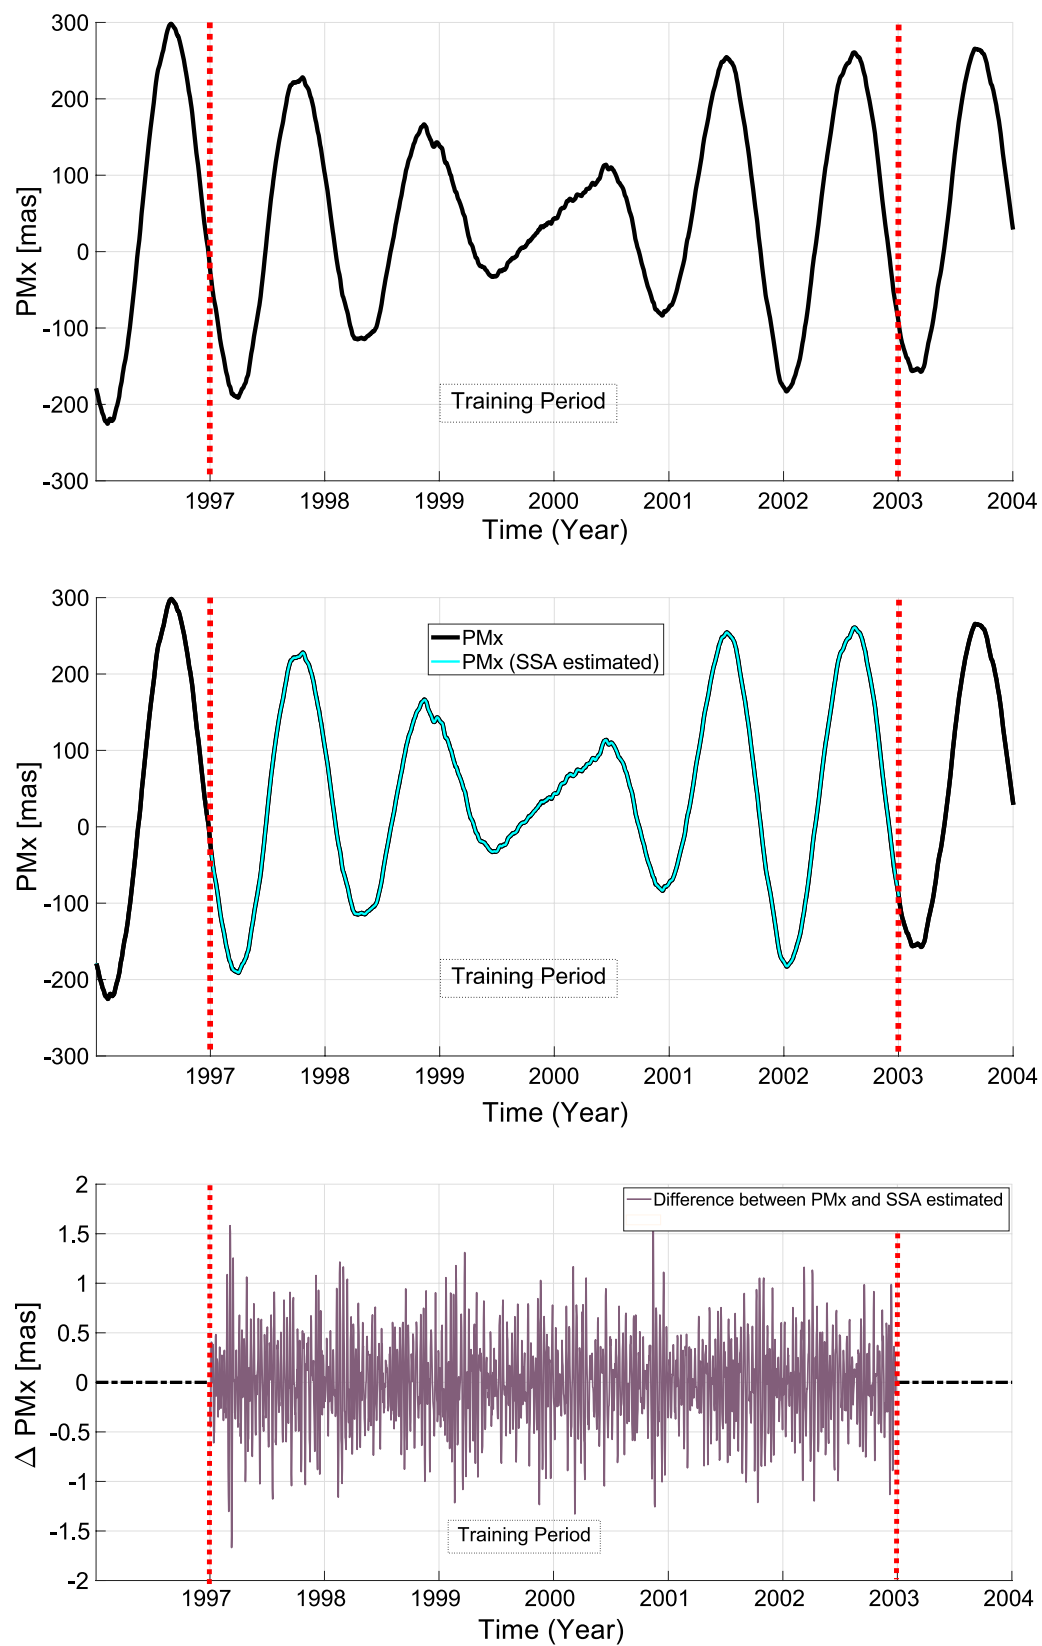 300
200
100
0
-100
-200
-300
PMx [mas]
Training Period
1997 1998 1999 2000 2001 2002 2003 2004
Time (Year)
300
200
100
0
-100
-200
-300
PMx [mas]
PMx
PMx (SSA estimated)
Training Period
1997 1998 1999 2000 2001 2002 2003 2004
Time (Year)
2
1.5
1
0.5
0
-0.5
-1
-1.5
-2
Δ PMx [mas]
Difference between PMx and SSA estimated
Training Period
1997 1998 1999 2000 2001 2002 2003 2004
Time (Year)